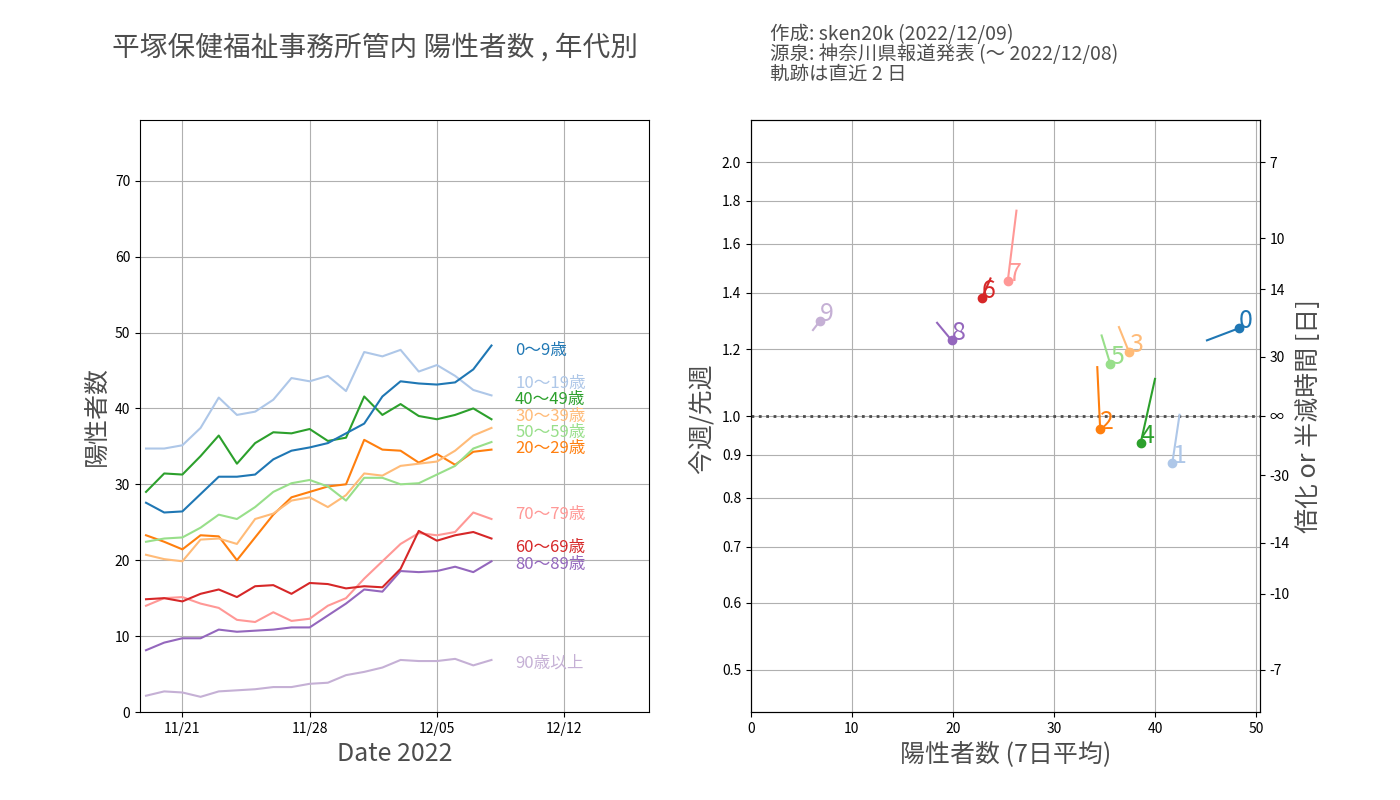 平塚保健福祉事務所管内 陽性者数 , 年代別
作成: sken20k (2022/12/09)
源泉: 神奈川県報道発表 (〜 2022/12/08)
軌跡は直近 2 日
陽性者数
70
60
50
40
30
20
10
0
0〜9歳
10〜19歳
40〜49歳
30〜39歳
50〜59歳
20〜29歳
70〜79歳
60〜69歳
80〜89歳
90歳以上
11/21
11/28
12/05
12/12
Date 2022
今週/先週
2.0
1.8
1.6
1.4
1.2
1.0
0.9
0.8
0.7
0.6
0.5
9
8
6
7
2
5
3
4
1
0
7
10
14
30
∞
-30
-14
-10
-7
倍化 or 半減時間 [日]
0
10
20
30
40
50
陽性者数 (7日平均)